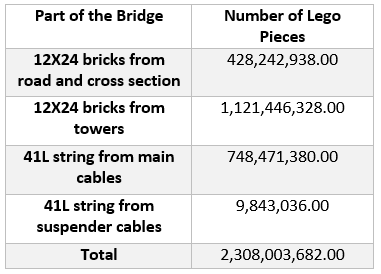 Part of the Bridge
Number of Lego
Pieces
12X24 bricks from
road and cross section
428,242,938.00
12X24 bricks from
towers
1,121,446,328.00
41L string from main
cables
748,471,380.00
41L string from
suspender cables
9,843,036.00
Total
2,308,003,682.00